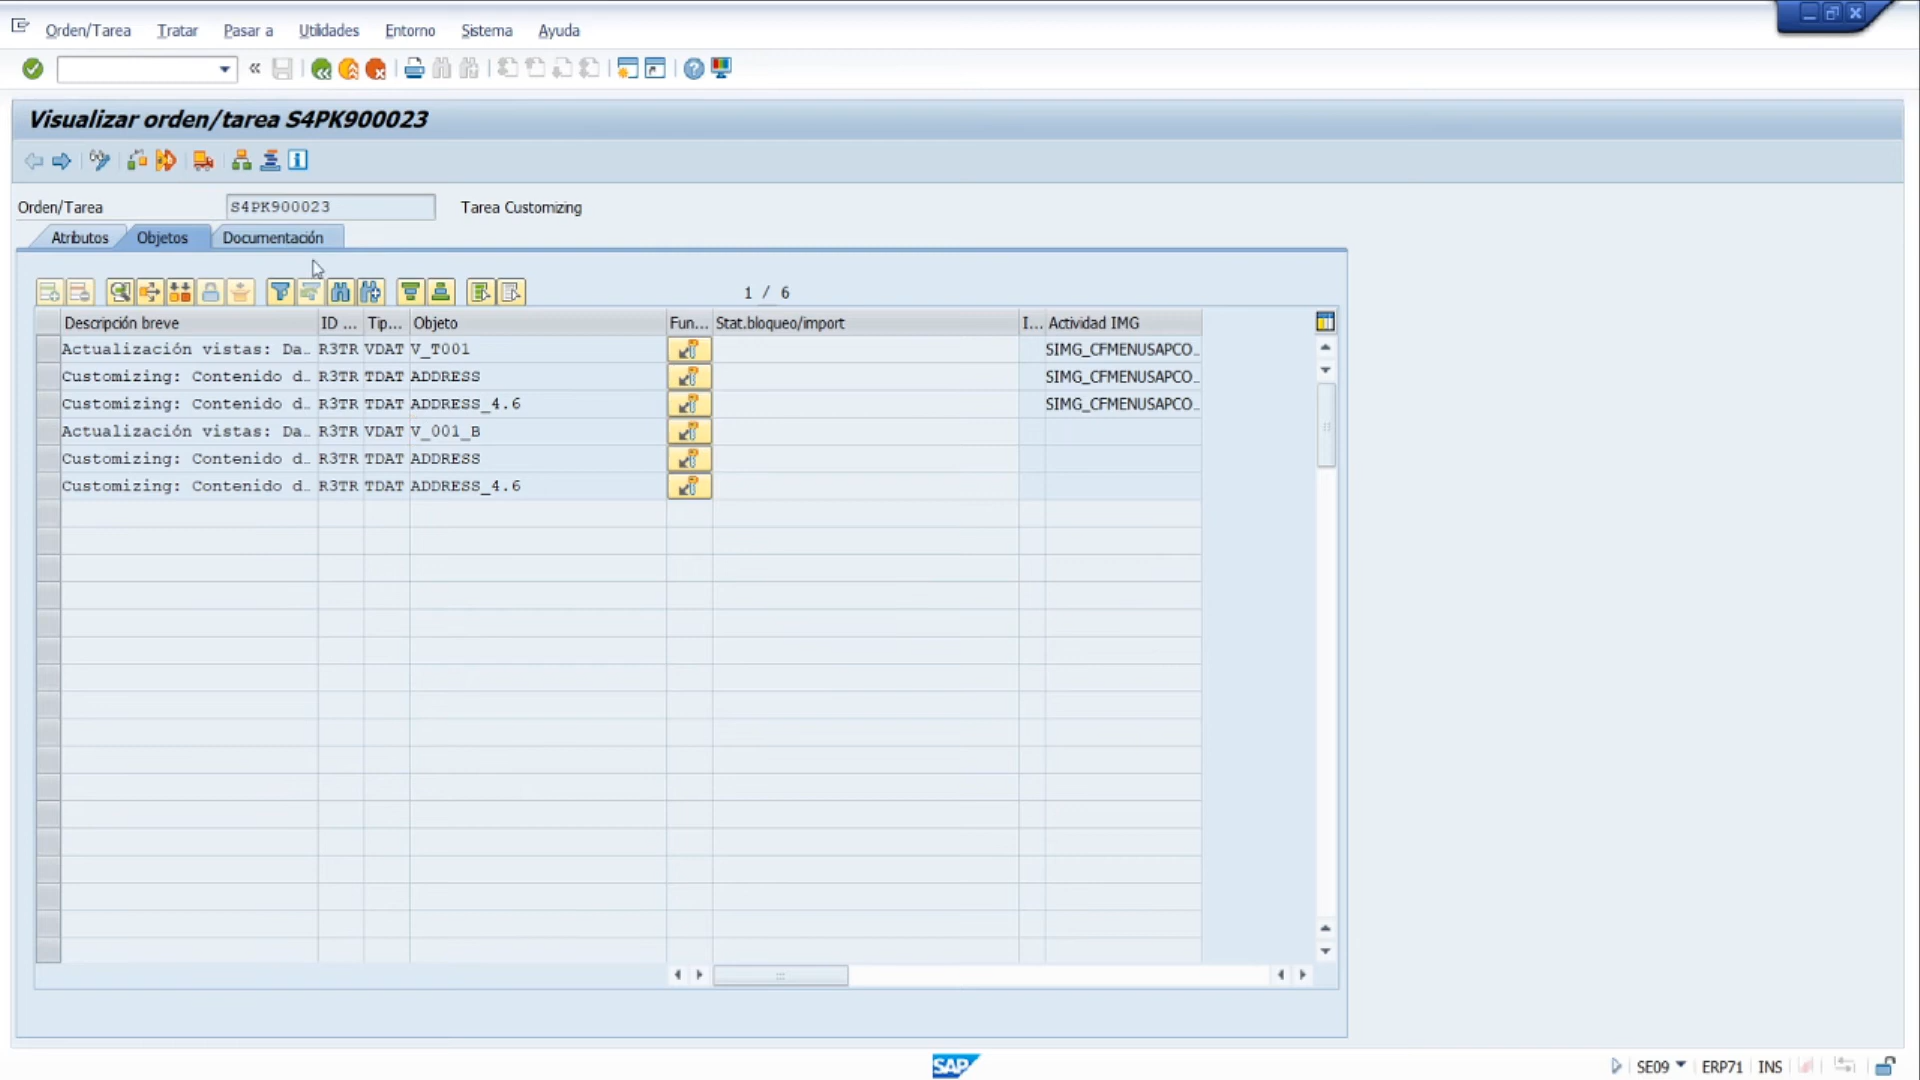 Orden/Tarea Tratar Pasar a Utilidades Entorno Sistema Ayuda
Visualizar orden/tarea S4PK900023
Orden/Tarea S4PK900023 Tarea Customizing
Atributos Objetos Documentación
1 / 6
Descripción breve ID ... Tip... Objeto Fun... Stat.bloqueo/import I... Actividad IMG
Actualización vistas: Da… R3TR VDAT V_T001 SIMG_CFMENUSAPCO…
Customizing: Contenido d… R3TR TDAT ADDRESS SIMG_CFMENUSAPCO…
Customizing: Contenido d… R3TR TDAT ADDRESS_4.6 SIMG_CFMENUSAPCO…
Actualización vistas: Da… R3TR VDAT V_001_B
Customizing: Contenido d… R3TR TDAT ADDRESS
Customizing: Contenido d… R3TR TDAT ADDRESS_4.6
SAP SE09 ERP71 INS